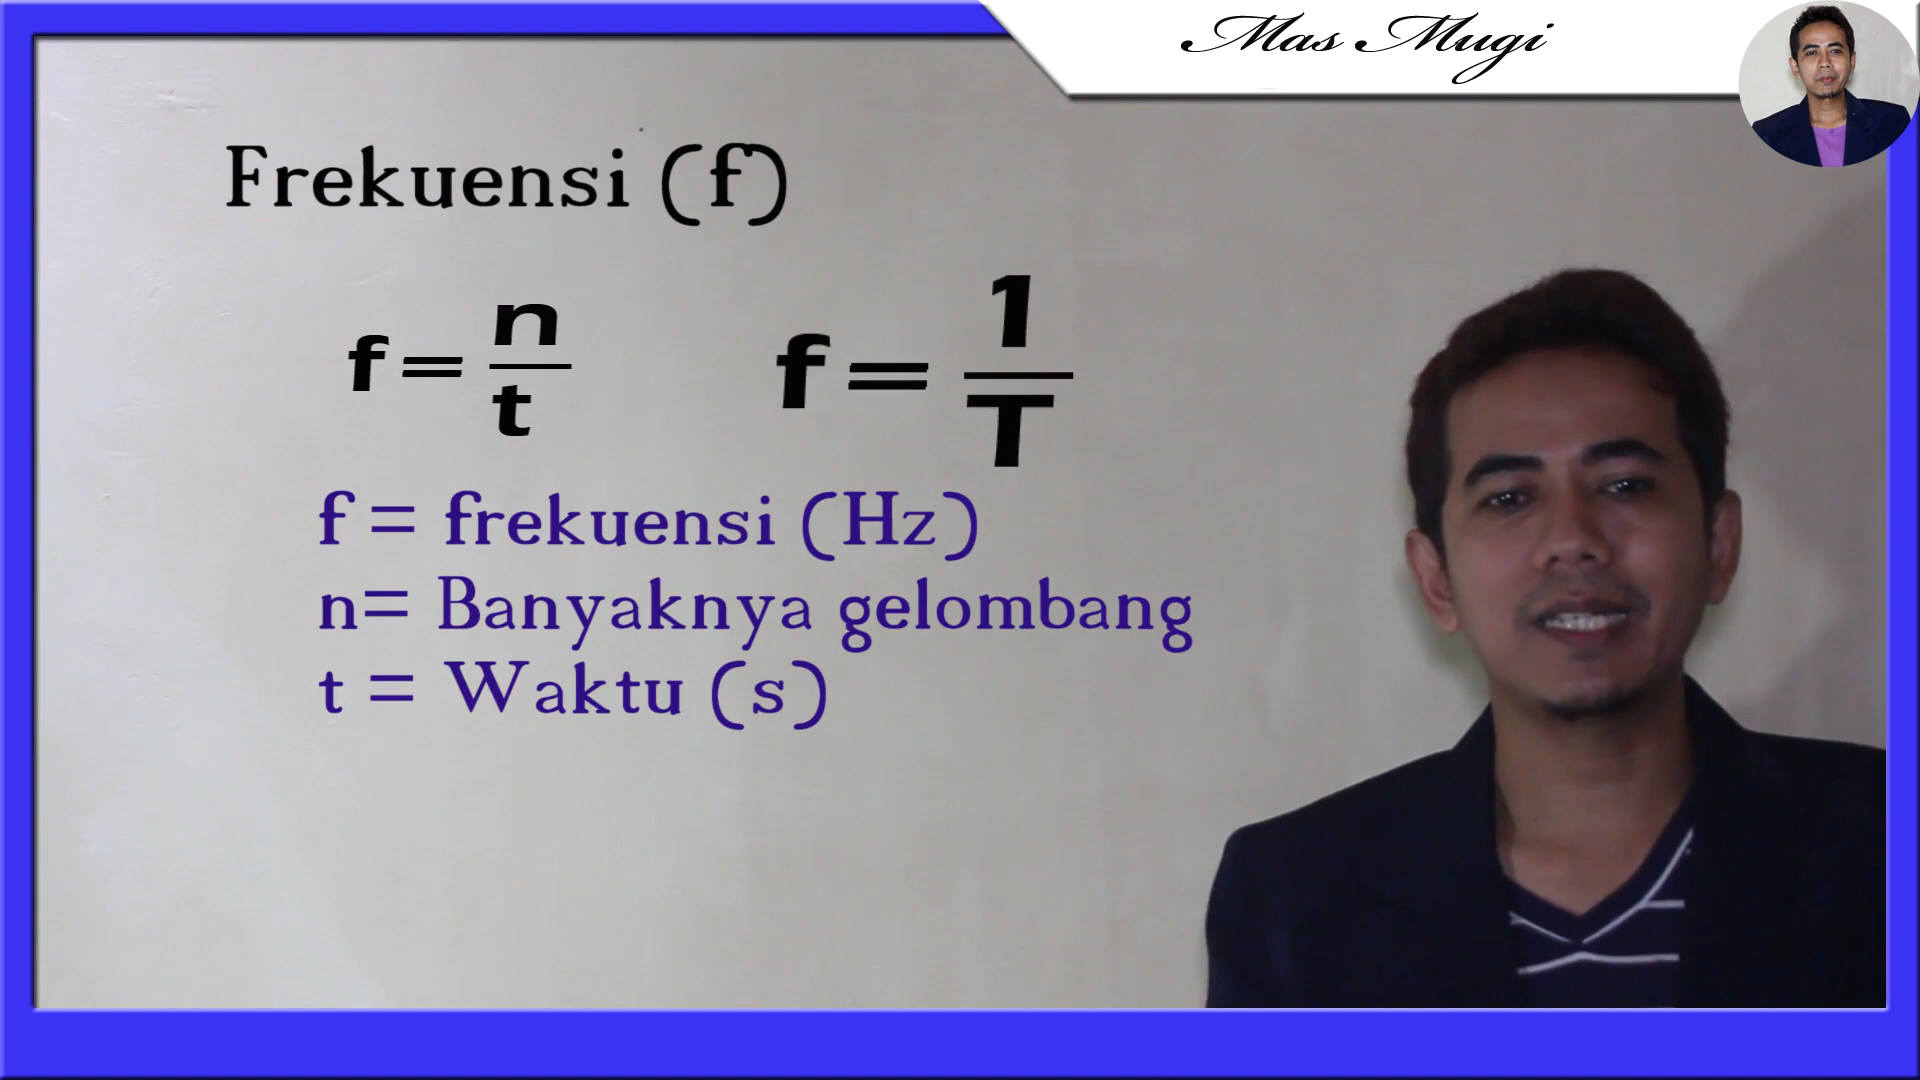 Mas Mugi
Frekuensi (f)
f = n/t
f = 1/T
f = frekuensi (Hz)
n= Banyaknya gelombang
t = Waktu (s)